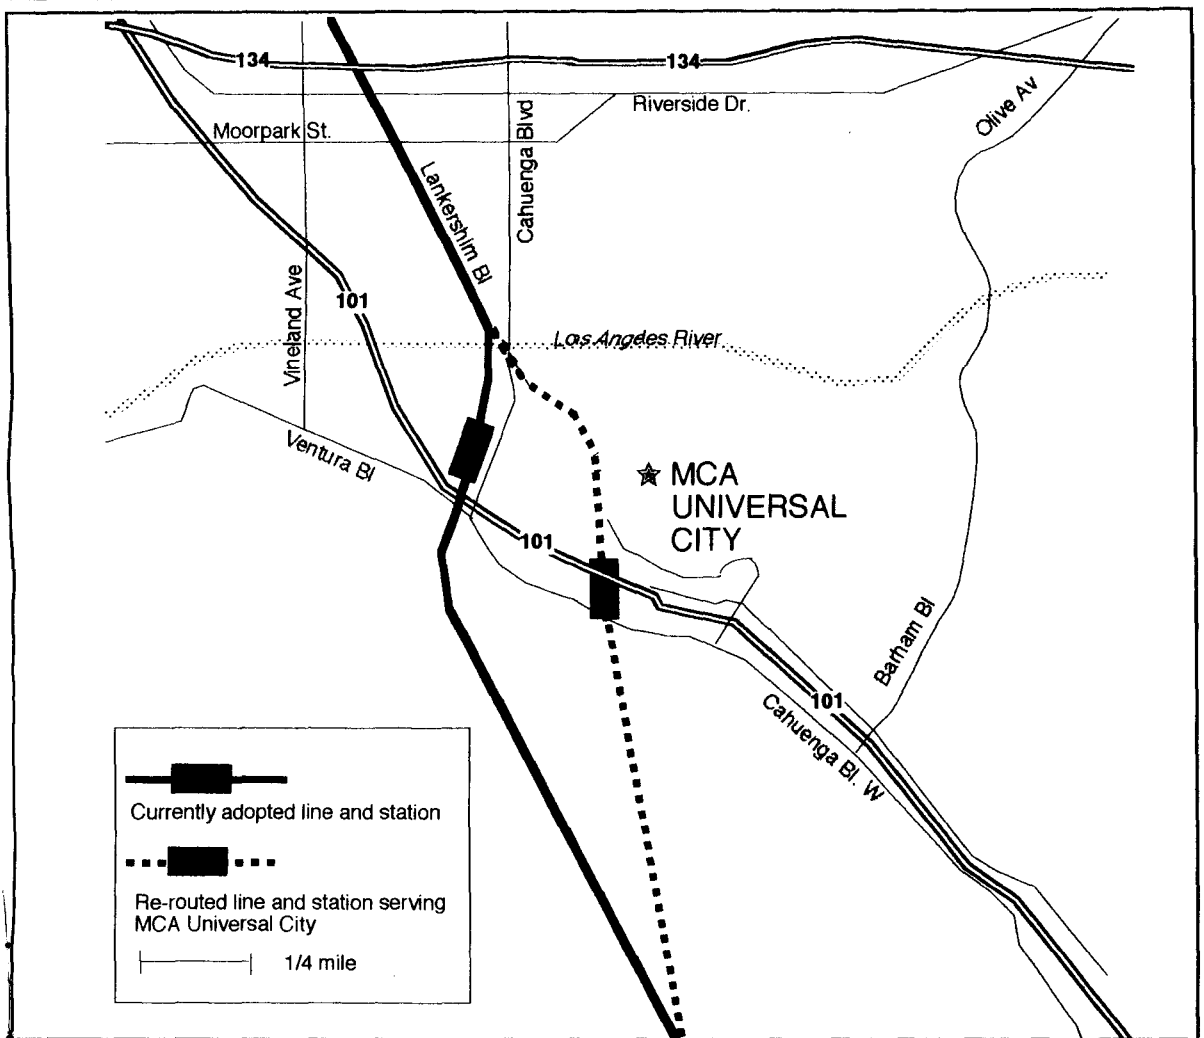 134
134
Riverside Dr.
Olive Av
Moorpark St.
Cahuenga Blvd
Lankershim Bl
Vineland Ave
101
Los Angeles River
Ventura Bl
MCA
UNIVERSAL
CITY
101
Barham Bl
101
Cahuenga Bl. W
Currently adopted line and station
Re-routed line and station serving
MCA Universal City
1/4 mile